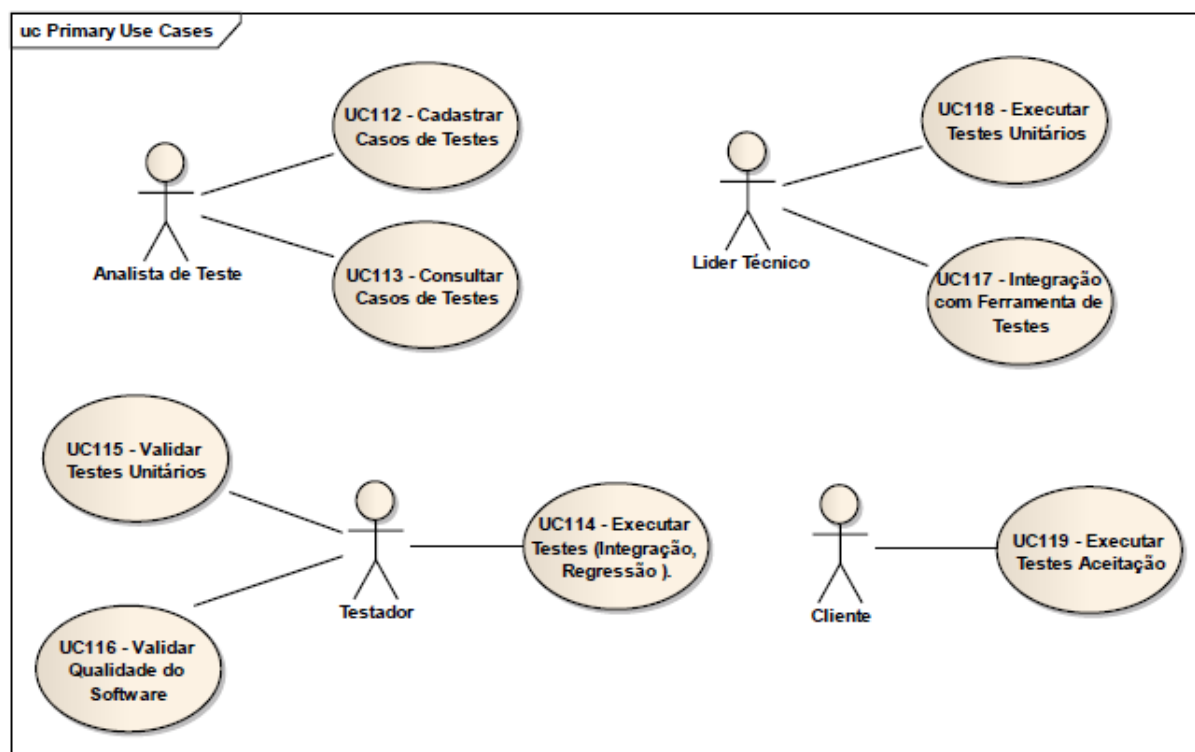 uc Primary Use Cases
UC112 - Cadastrar
Casos de Testes
Analista de Teste
UC113 - Consultar
Casos de Testes
UC118 - Executar
Testes Unitários
Lider Técnico
UC117 - Integração
com Ferramenta de
Testes
UC115 - Validar
Testes Unitários
UC114 - Executar
Testes (Integração,
Regressão ).
Testador
UC116 - Validar
Qualidade do
Software
UC119 - Executar
Testes Aceitação
Cliente